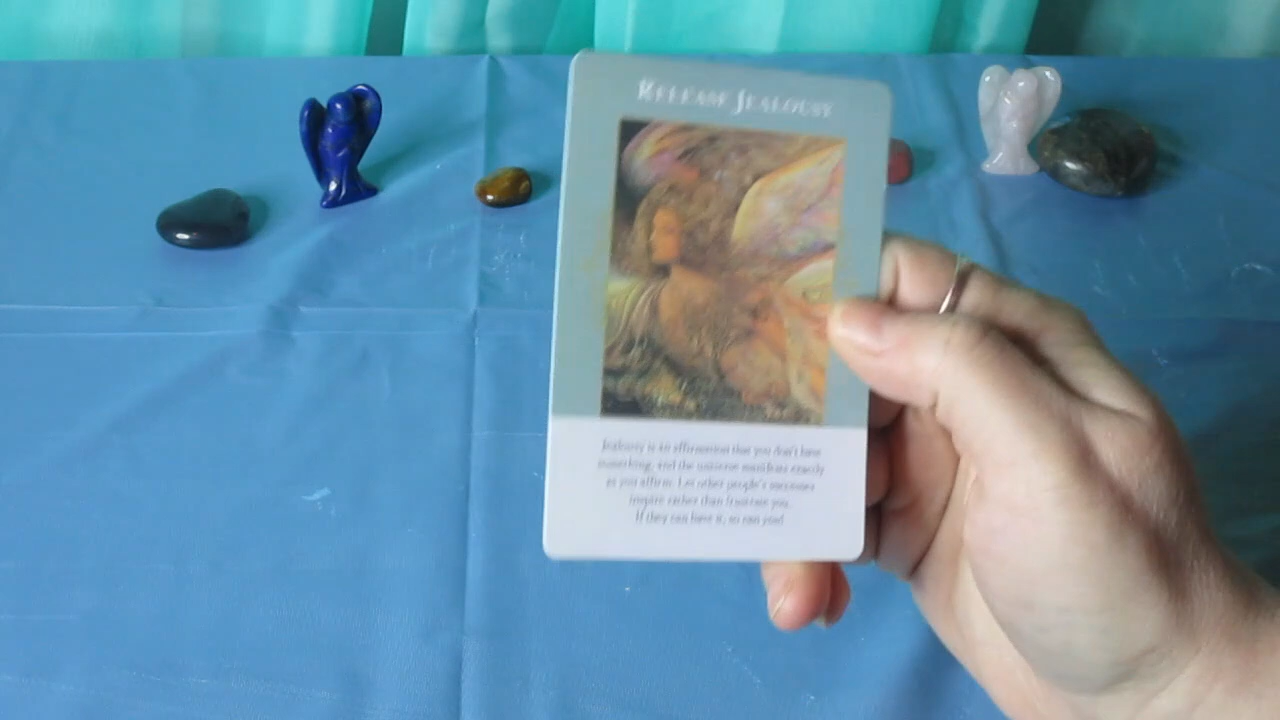 RELEASE JEALOUSY
Jealousy is an affirmation that you don't have
something, and the universe manifests exactly
as you affirm. Let other people's successes
inspire rather than frustrate you.
If they can have it, so can you!